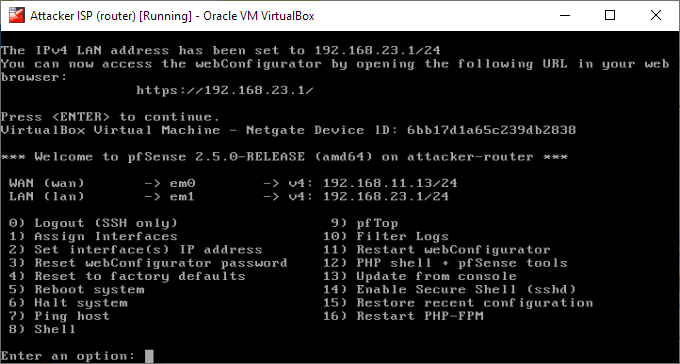 Attacker ISP (router) [Running] - Oracle VM VirtualBox
The IPv4 LAN address has been set to 192.168.23.1/24
You can now access the webConfigurator by opening the following URL in your web
browser:
https://192.168.23.1/
Press <ENTER> to continue.
VirtualBox Virtual Machine - Netgate Device ID: 6bb17d1a65c239db2838
*** Welcome to pfSense 2.5.0-RELEASE (amd64) on attacker-router ***
WAN (wan) -> em0 -> v4: 192.168.11.13/24
LAN (lan) -> em1 -> v4: 192.168.23.1/24
0) Logout (SSH only) 9) pfTop
1) Assign Interfaces 10) Filter Logs
2) Set interface(s) IP address 11) Restart webConfigurator
3) Reset webConfigurator password 12) PHP shell + pfSense tools
4) Reset to factory defaults 13) Update from console
5) Reboot system 14) Enable Secure Shell (sshd)
6) Halt system 15) Restore recent configuration
7) Ping host 16) Restart PHP-FPM
8) Shell
Enter an option: